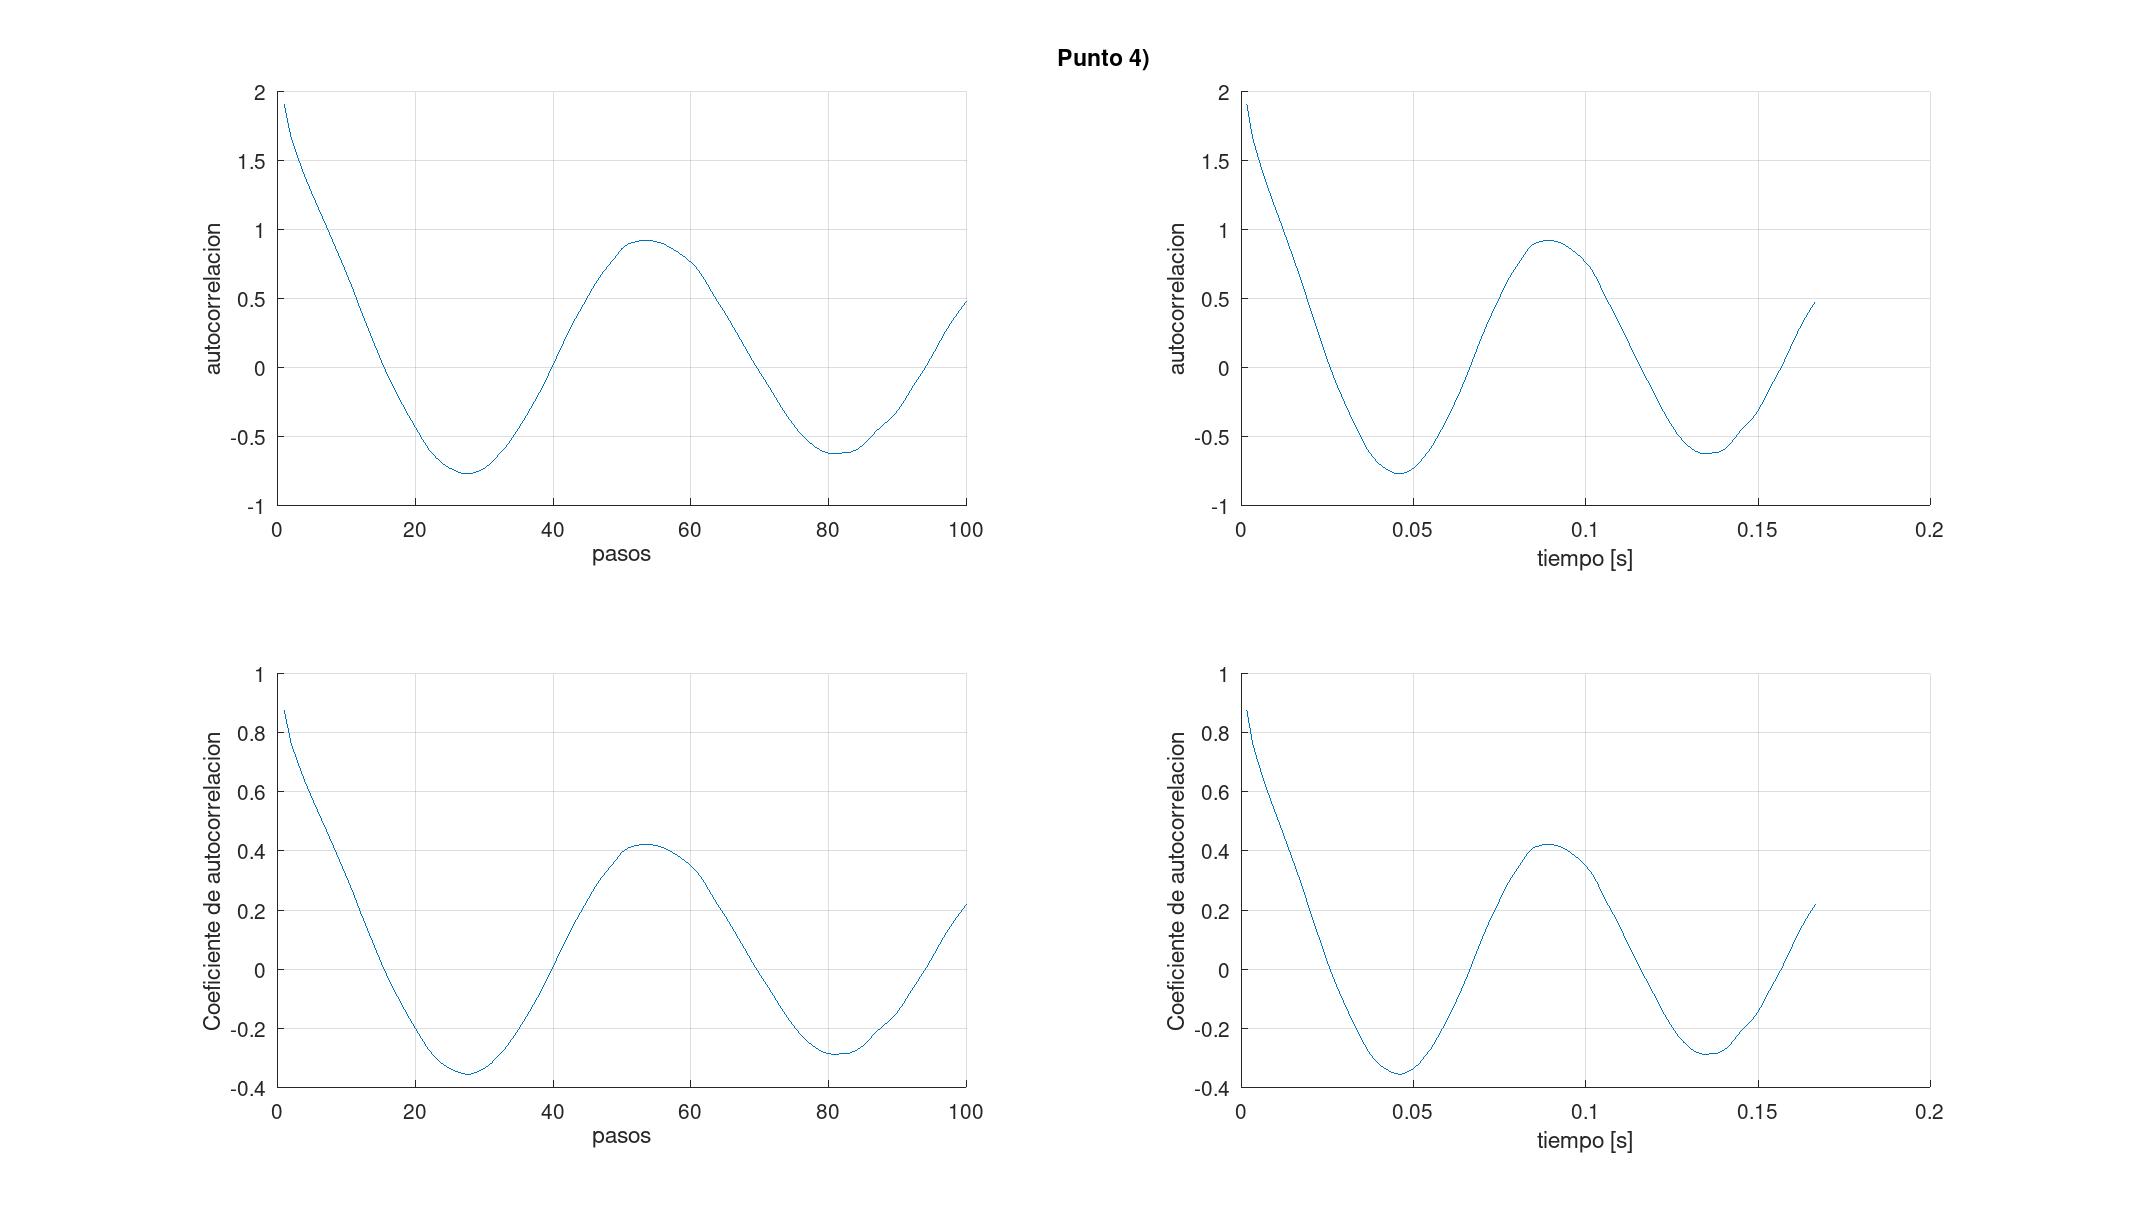 Punto 4)
2
1.5
1
0.5
0
-0.5
-1
autocorrelacion
0 20 40 60 80 100
pasos
2
1.5
1
0.5
0
-0.5
-1
autocorrelacion
0 0.05 0.1 0.15 0.2
tiempo [s]
1
0.8
0.6
0.4
0.2
0
-0.2
-0.4
Coeficiente de autocorrelacion
0 20 40 60 80 100
pasos
1
0.8
0.6
0.4
0.2
0
-0.2
-0.4
Coeficiente de autocorrelacion
0 0.05 0.1 0.15 0.2
tiempo [s]